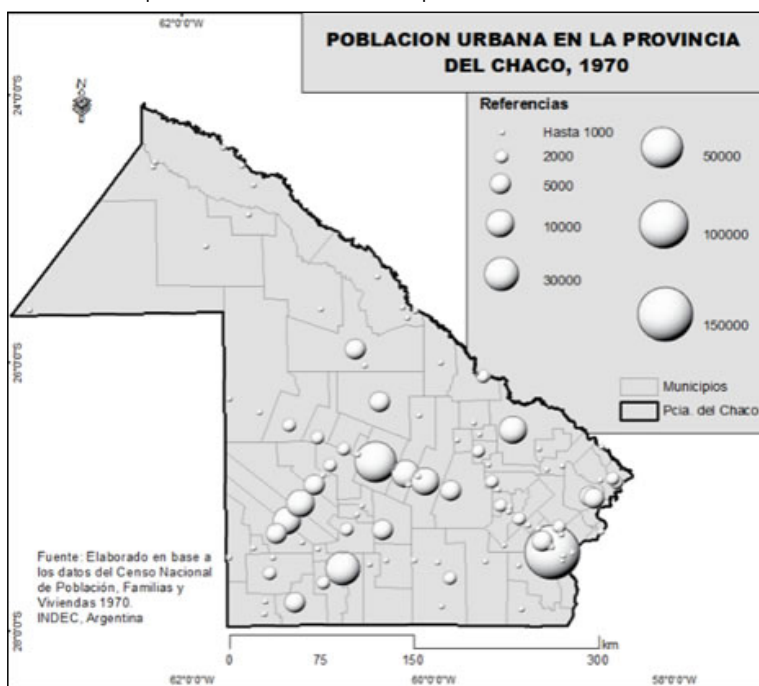 62°0'0"W
POBLACION URBANA EN LA PROVINCIA
DEL CHACO, 1970
24°0'0"S
N
Referencias
Hasta 1000
2000
5000
10000
30000
50000
100000
150000
Municipios
Pcia. del Chaco
26°0'0"S
Fuente: Elaborado en base a
los datos del Censo Nacional
de Población, Familias y
Viviendas 1970.
INDEC, Argentina
28°0'0"S
km
0 75 150 300
62°0'0"W 60°0'0"W 58°0'0"W